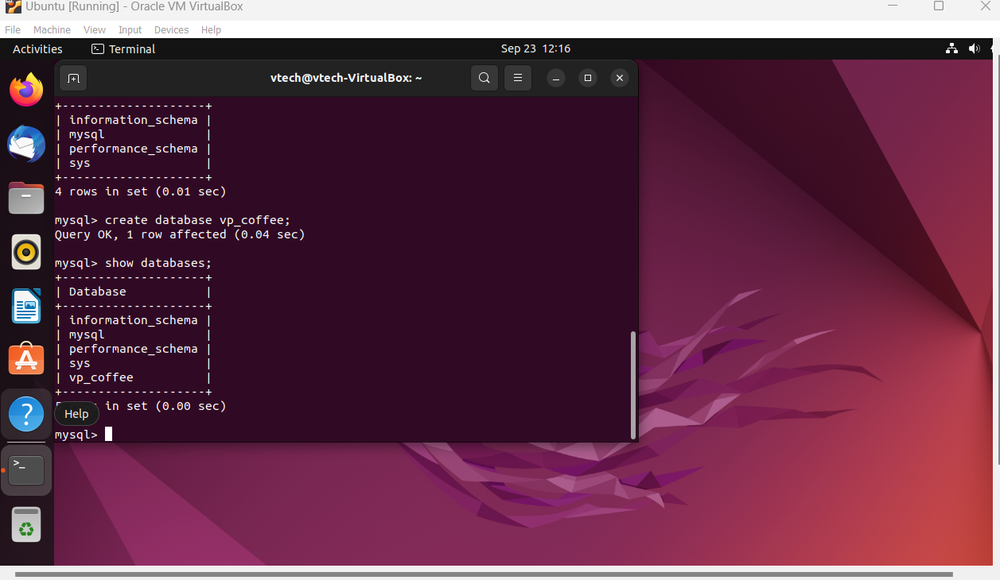 Ubuntu [Running] - Oracle VM VirtualBox
File Machine View Input Devices Help
Activities Terminal Sep 23 12:16
vtech@vtech-VirtualBox: ~
+--------------------+
| information_schema |
| mysql              |
| performance_schema |
| sys                |
+--------------------+
4 rows in set (0.01 sec)
mysql> create database vp_coffee;
Query OK, 1 row affected (0.04 sec)
mysql> show databases;
+--------------------+
| Database           |
+--------------------+
| information_schema |
| mysql              |
| performance_schema |
| sys                |
| vp_coffee          |
+--------------------+
in set (0.00 sec)
Help
mysql>